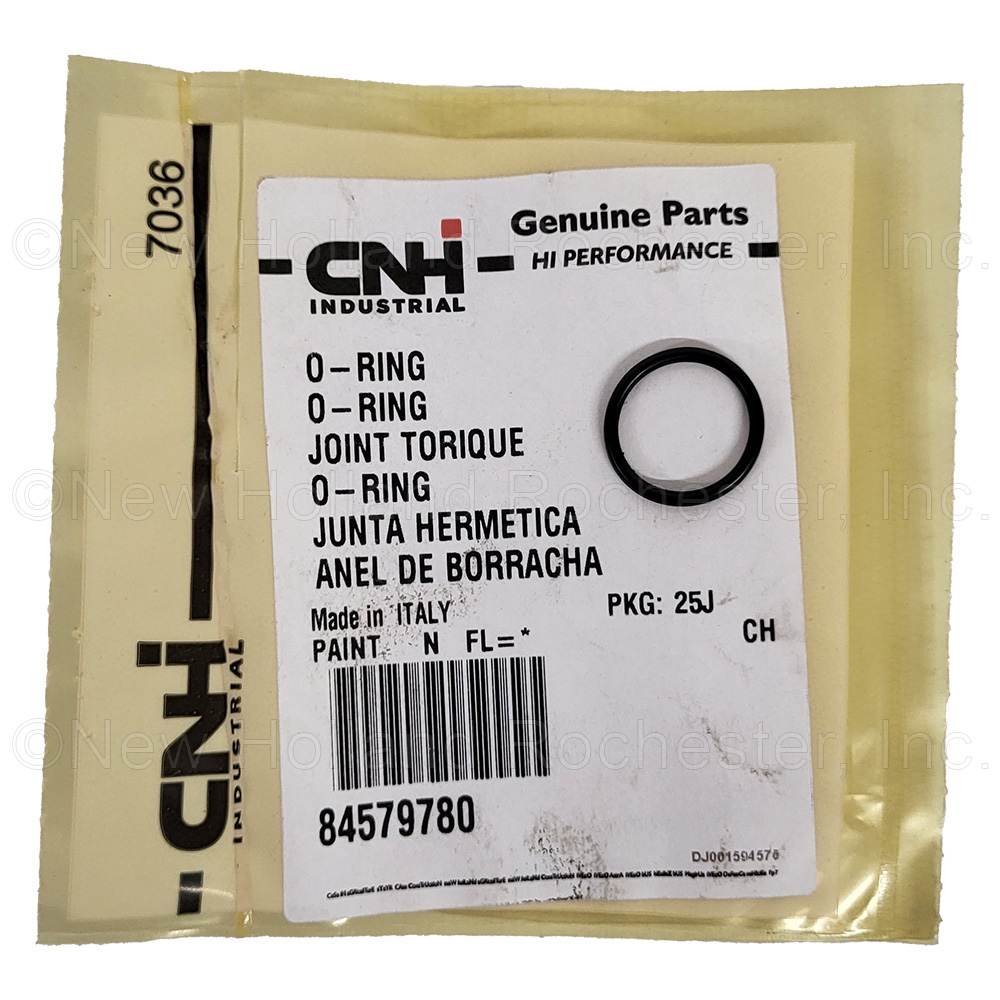 7036
CNH
INDUSTRIAL
CNH
INDUSTRIAL
Genuine Parts
HI PERFORMANCE
O-RING
O-RING
JOINT TORIQUE
O-RING
JUNTA HERMETICA
ANEL DE BORRACHA
Made in ITALY
PKG: 25J
PAINT N FL=*
CH
84579780
DJ001594576
©New Holland Rochester, Inc.
©New Holland Rochester, Inc.
©New Holland Rochester, Inc.